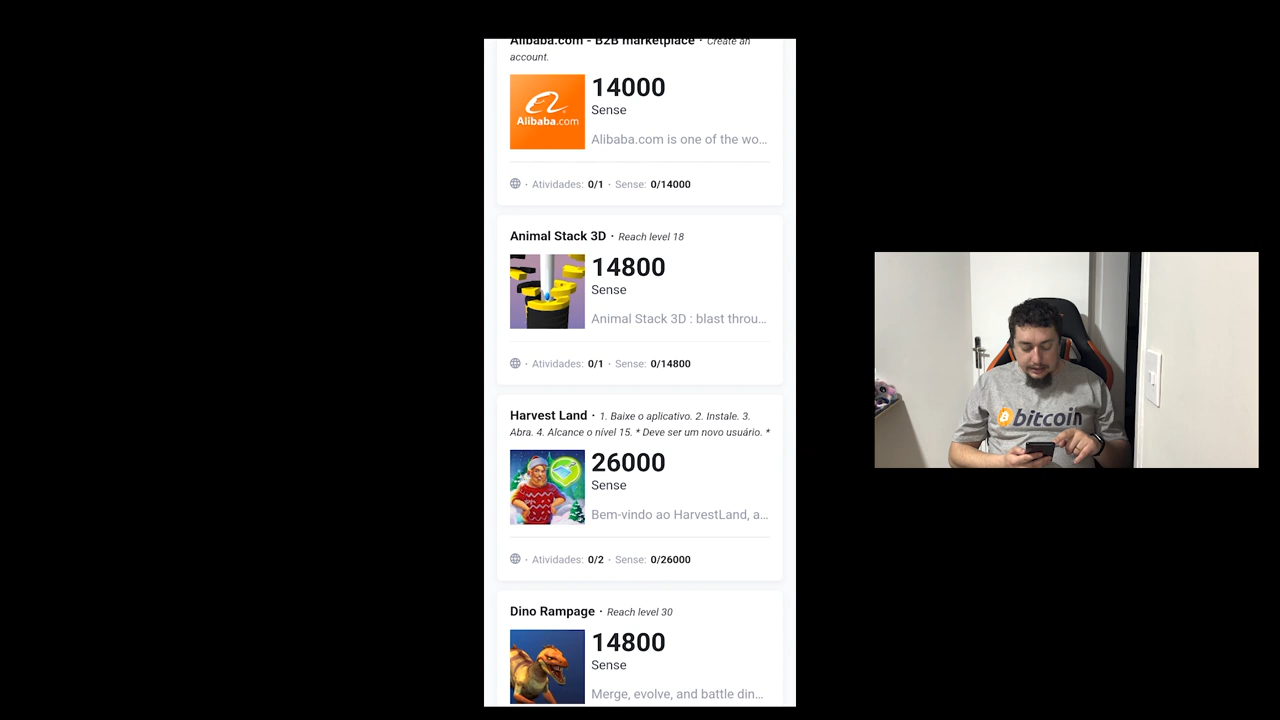 Alibaba.com - B2B marketplace · Create an
account.
Alibaba.com
14000
Sense
Alibaba.com is one of the wo...
· Atividades: 0/1 · Sense: 0/14000
Animal Stack 3D · Reach level 18
14800
Sense
Animal Stack 3D : blast throu...
· Atividades: 0/1 · Sense: 0/14800
Harvest Land · 1. Baixe o aplicativo. 2. Instale. 3.
Abra. 4. Alcance o nível 15. * Deve ser um novo usuário. *
26000
Sense
Bem-vindo ao HarvestLand, a...
· Atividades: 0/2 · Sense: 0/26000
Dino Rampage · Reach level 30
14800
Sense
Merge, evolve, and battle din...
bitcoin